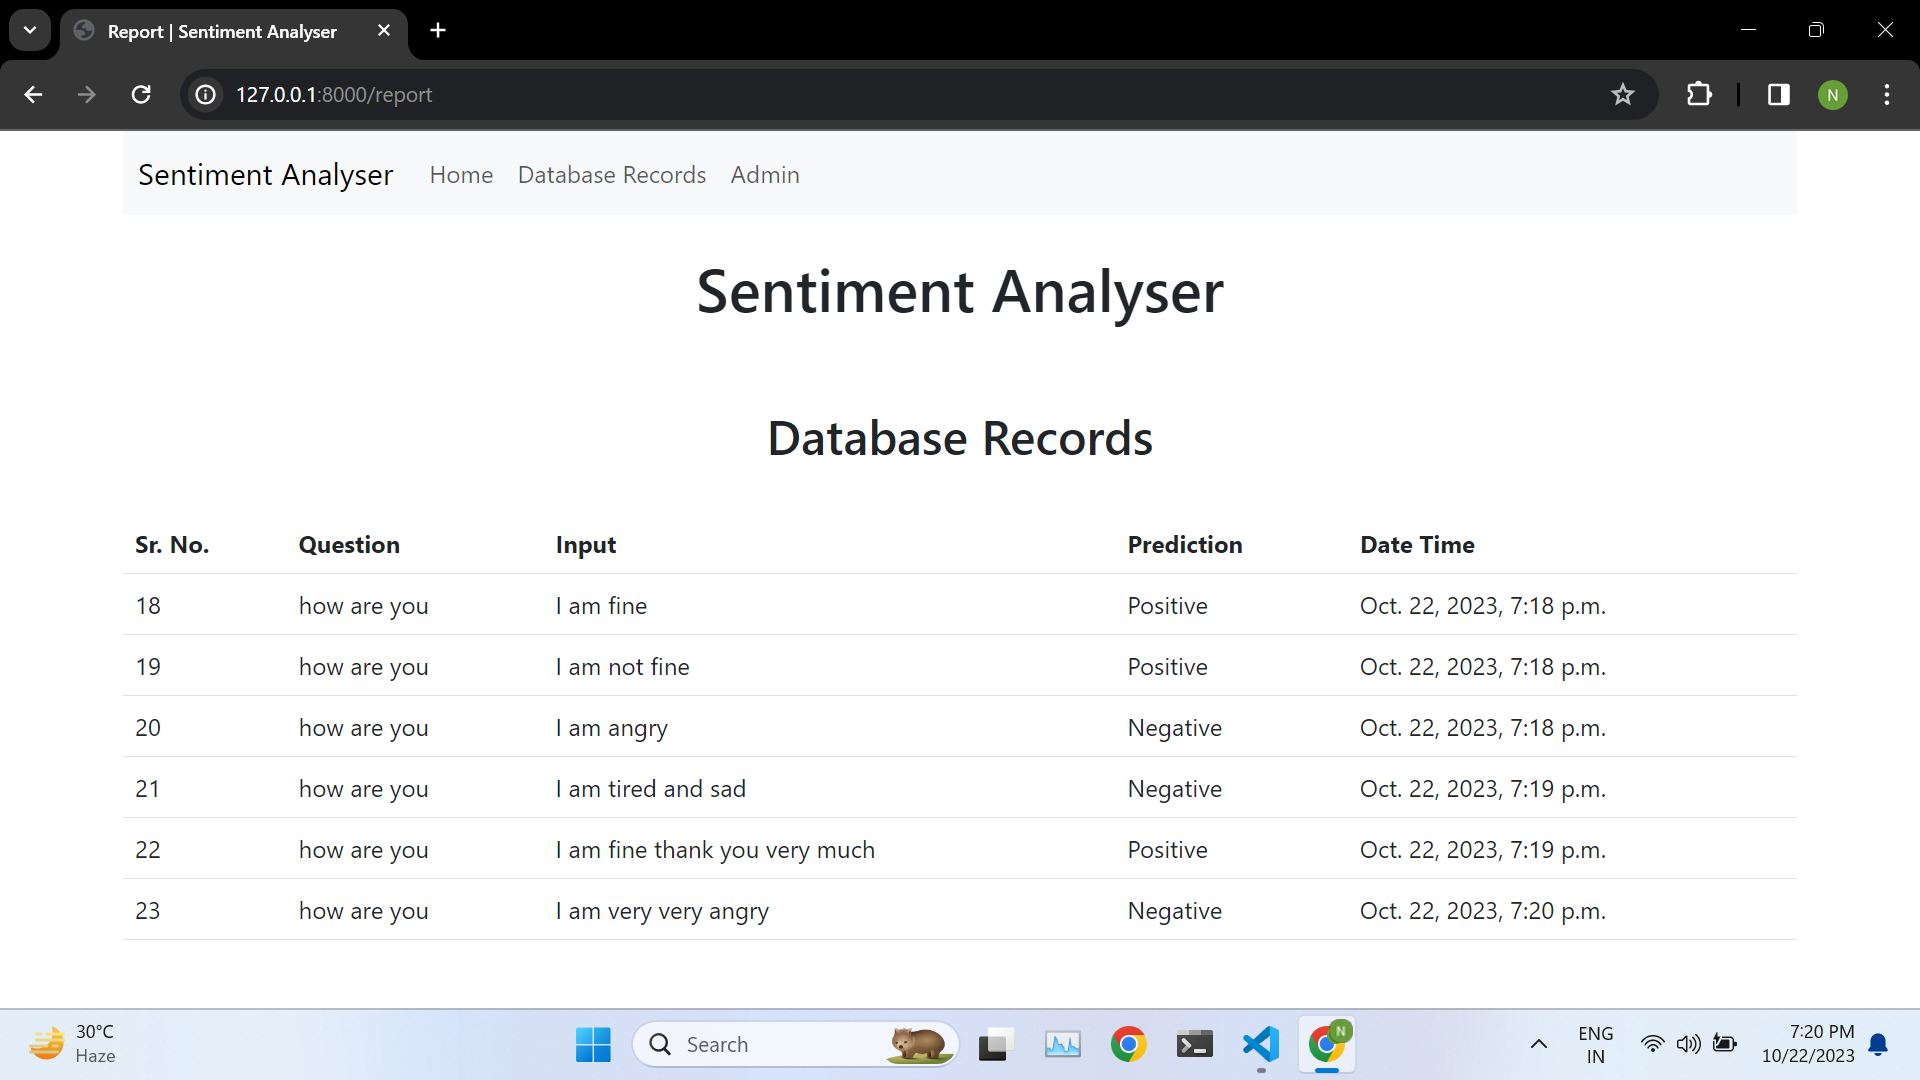 Report | Sentiment Analyser
127.0.0.1:8000/report
N
Sentiment Analyser Home Database Records Admin
Sentiment Analyser
Database Records
Sr. No. Question Input Prediction Date Time
18 how are you I am fine Positive Oct. 22, 2023, 7:18 p.m.
19 how are you I am not fine Positive Oct. 22, 2023, 7:18 p.m.
20 how are you I am angry Negative Oct. 22, 2023, 7:18 p.m.
21 how are you I am tired and sad Negative Oct. 22, 2023, 7:19 p.m.
22 how are you I am fine thank you very much Positive Oct. 22, 2023, 7:19 p.m.
23 how are you I am very very angry Negative Oct. 22, 2023, 7:20 p.m.
30°C
Haze
Search
N
ENG
IN
7:20 PM
10/22/2023